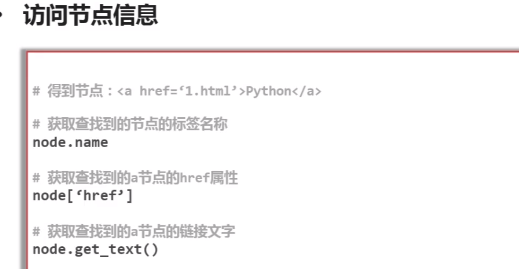 • 访问节点信息
# 得到节点：<a href=‘1.html’>Python</a>
# 获取查找到的节点的标签名称
node.name
# 获取查找到的a节点的href属性
node[‘href’]
# 获取查找到的a节点的链接文字
node.get_text()